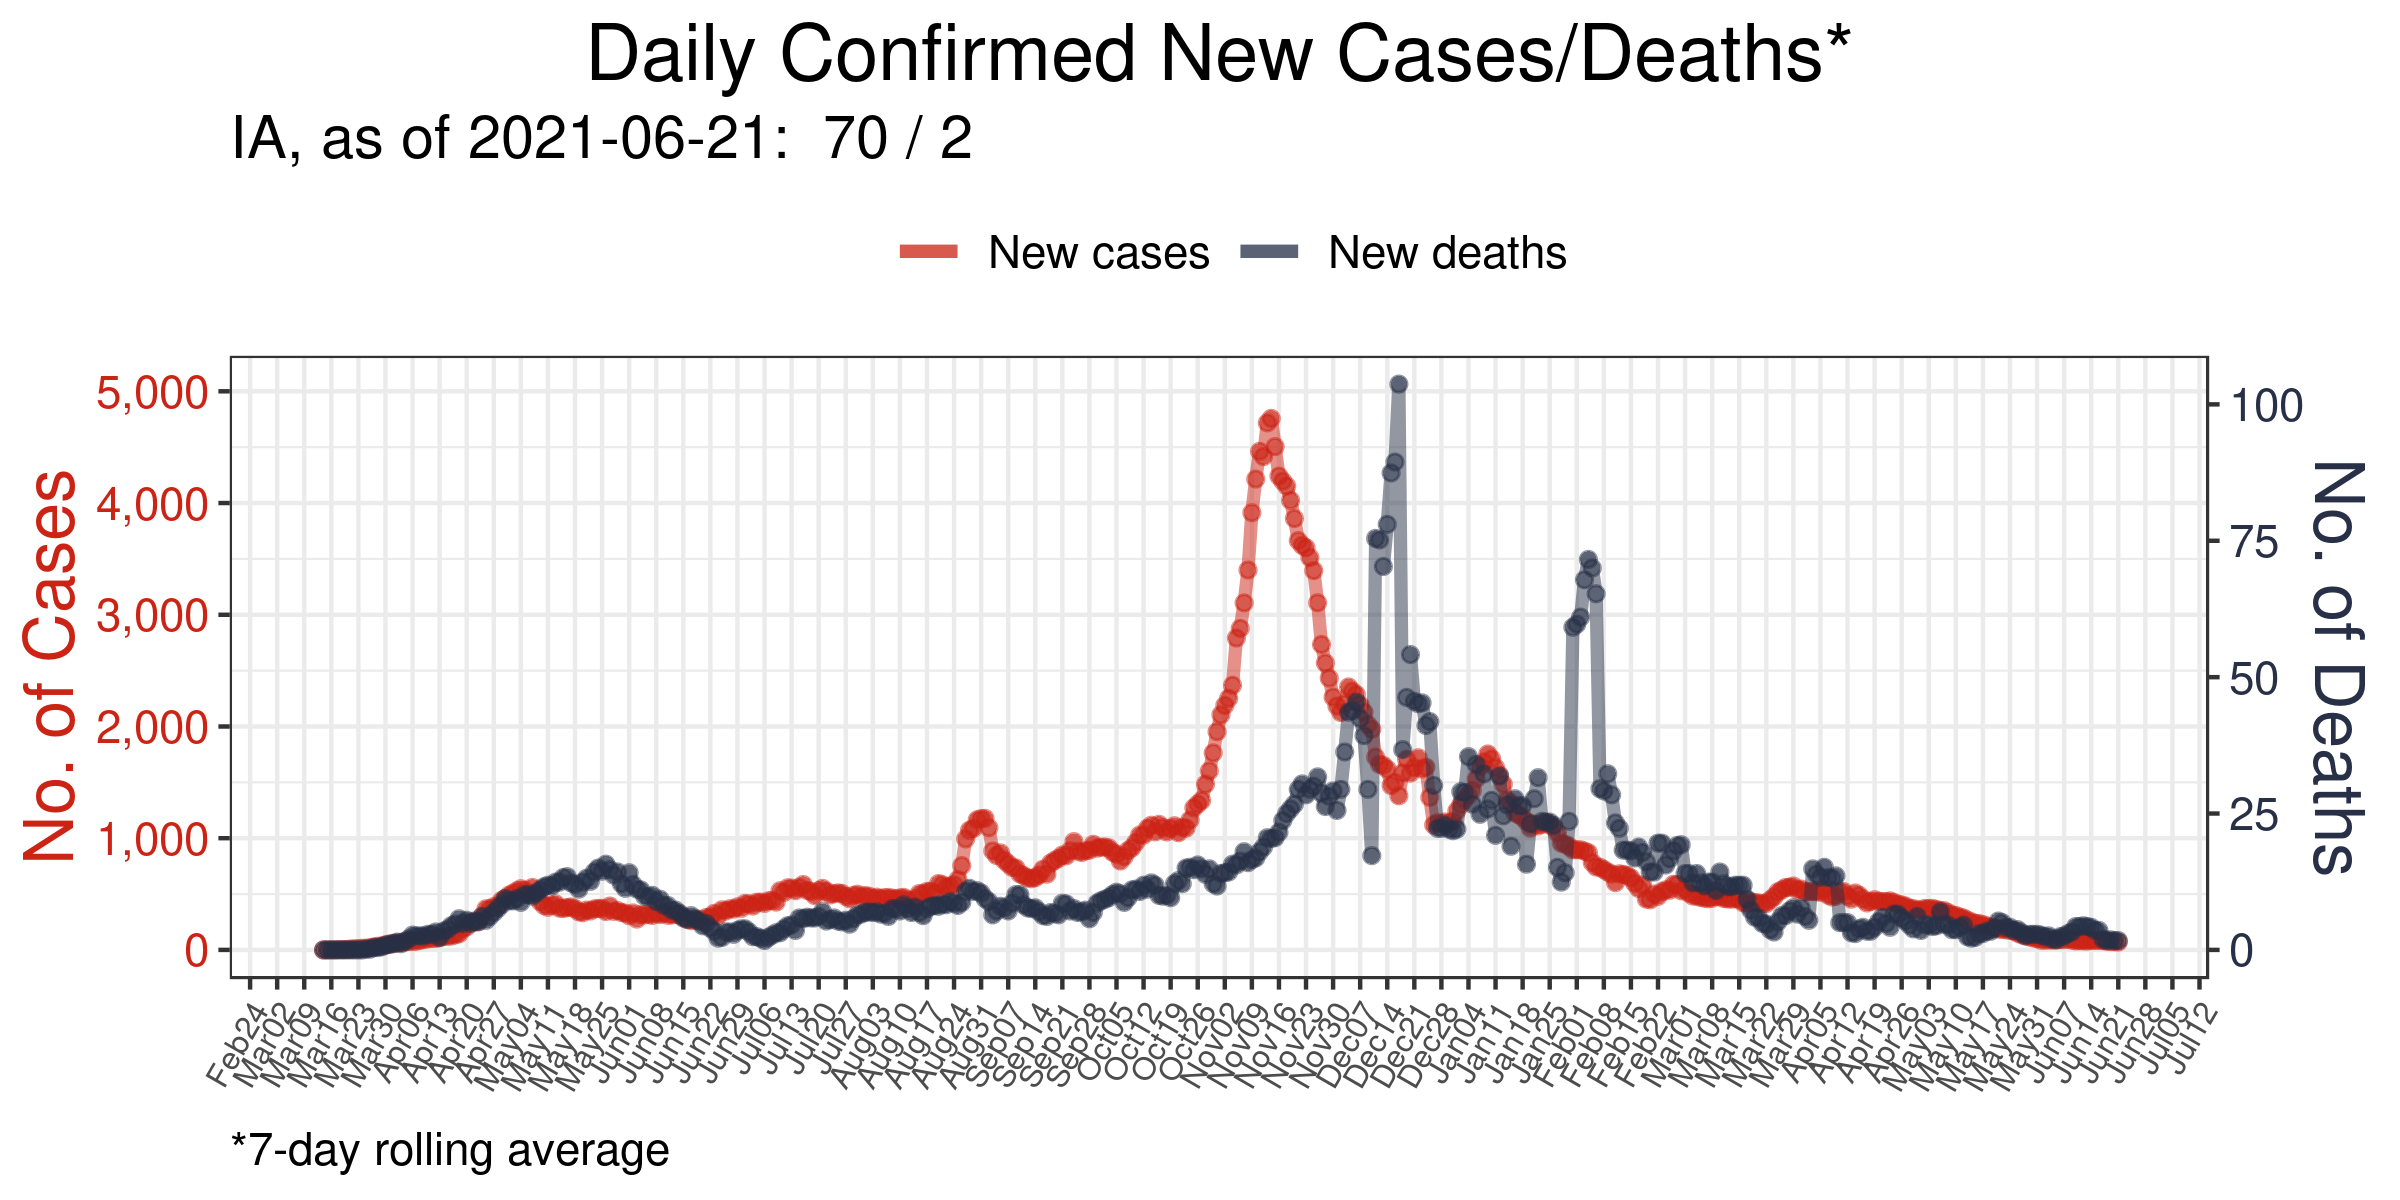 Daily Confirmed New Cases/Deaths*
IA, as of 2021-06-21:  70 / 2
New cases
New deaths
No. of Cases
5,000
4,000
3,000
2,000
1,000
0
100
75
50
25
0
No. of Deaths
Feb24
Mar02
Mar09
Mar16
Mar23
Mar30
Apr06
Apr13
Apr20
Apr27
May04
May11
May18
May25
Jun01
Jun08
Jun15
Jun22
Jun29
Jul06
Jul13
Jul20
Jul27
Aug03
Aug10
Aug17
Aug24
Aug31
Sep07
Sep14
Sep21
Sep28
Oct05
Oct12
Oct19
Oct26
Nov02
Nov09
Nov16
Nov23
Nov30
Dec07
Dec14
Dec21
Dec28
Jan04
Jan11
Jan18
Jan25
Feb01
Feb08
Feb15
Feb22
Mar01
Mar08
Mar15
Mar22
Mar29
Apr05
Apr12
Apr19
Apr26
May03
May10
May17
May24
May31
Jun07
Jun14
Jun21
Jun28
Jul05
Jul12
*7-day rolling average